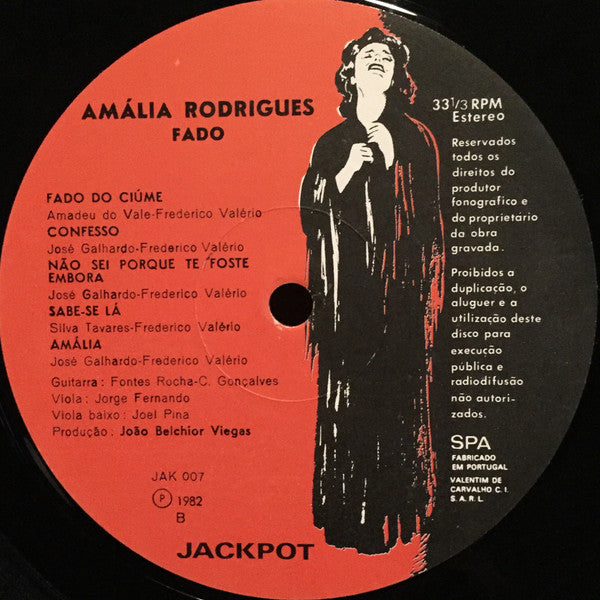 AMÁLIA RODRIGUES
FADO
FADO DO CIÚME
Amadeu do Vale-Frederico Valério
CONFESSO
José Galhardo-Frederico Valério
NÃO SEI PORQUE TE FOSTE
EMBORA
José Galhardo-Frederico Valério
SABE-SE LÁ
Silva Tavares-Frederico Valério
AMÁLIA
José Galhardo-Frederico Valério
Guitarra: Fontes Rocha-C. Gonçalves
Viola: Jorge Fernando
Viola baixo: Joel Pina
Produção: João Belchior Viegas
JAK 007
Ⓟ 1982
B
JACKPOT
33 1/3 RPM
Estereo
Reservados
todos os
direitos do
produtor
fonografico e
do proprietário
da obra
gravada.
Proibidos a
duplicação, o
aluguer e a
utilização deste
disco para
execução
pública e
radiodifusão
não autori-
zados.
SPA
FABRICADO
EM PORTUGAL
VALENTIM DE
CARVALHO C. I.
S. A. R. L.